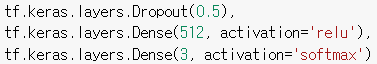 tf.keras.layers.Dropout(0.5),
tf.keras.layers.Dense(512, activation='relu'),
tf.keras.layers.Dense(3, activation='softmax')